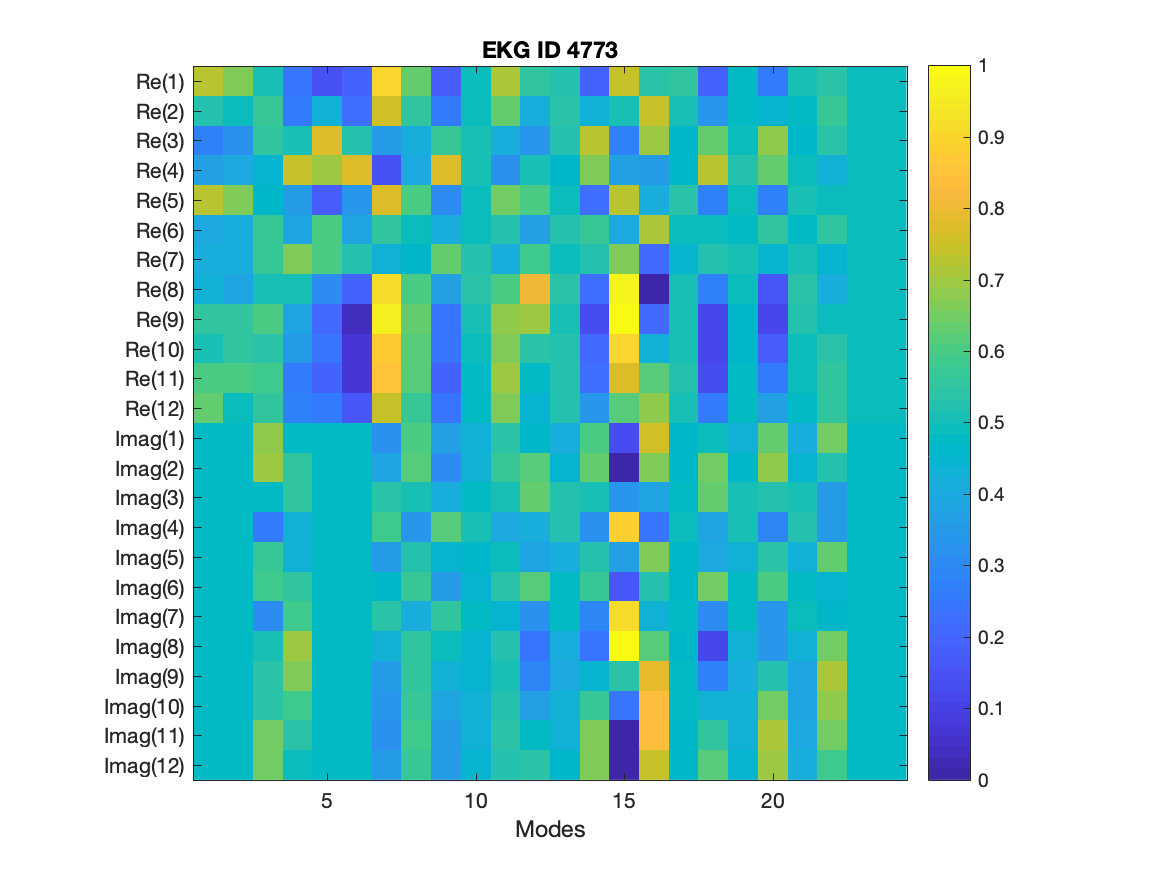 EKG ID 4773
Re(1)
Re(2)
Re(3)
Re(4)
Re(5)
Re(6)
Re(7)
Re(8)
Re(9)
Re(10)
Re(11)
Re(12)
Imag(1)
Imag(2)
Imag(3)
Imag(4)
Imag(5)
Imag(6)
Imag(7)
Imag(8)
Imag(9)
Imag(10)
Imag(11)
Imag(12)
5 10 15 20
Modes
1
0.9
0.8
0.7
0.6
0.5
0.4
0.3
0.2
0.1
0